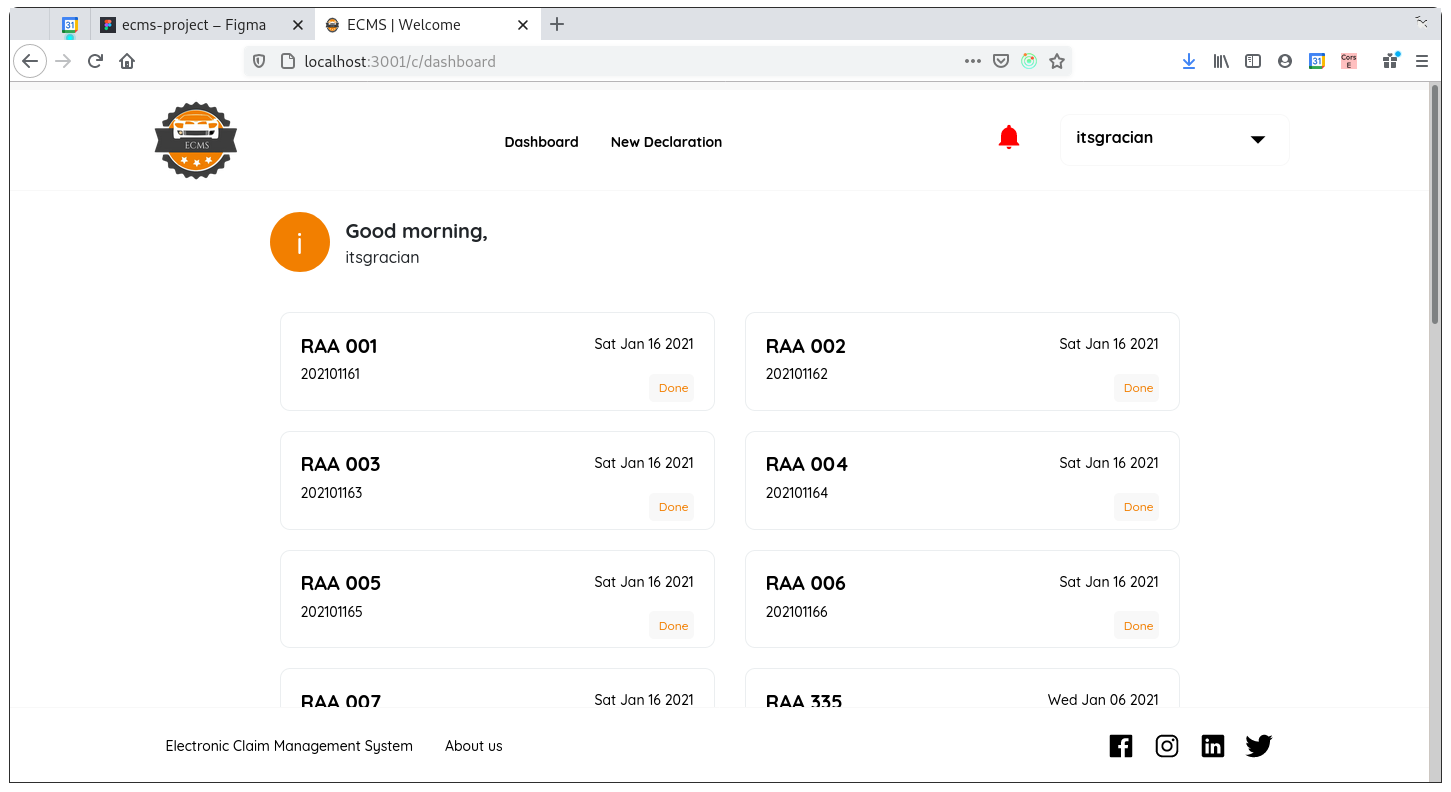 31
ecms-project – Figma
ECMS | Welcome
localhost:3001/c/dashboard
31
Cors
E
ECMS
Dashboard
New Declaration
itsgracian
i
Good morning,
itsgracian
RAA 001
Sat Jan 16 2021
202101161
Done
RAA 002
Sat Jan 16 2021
202101162
Done
RAA 003
Sat Jan 16 2021
202101163
Done
RAA 004
Sat Jan 16 2021
202101164
Done
RAA 005
Sat Jan 16 2021
202101165
Done
RAA 006
Sat Jan 16 2021
202101166
Done
RAA 007
Sat Jan 16 2021
RAA 335
Wed Jan 06 2021
Electronic Claim Management System
About us